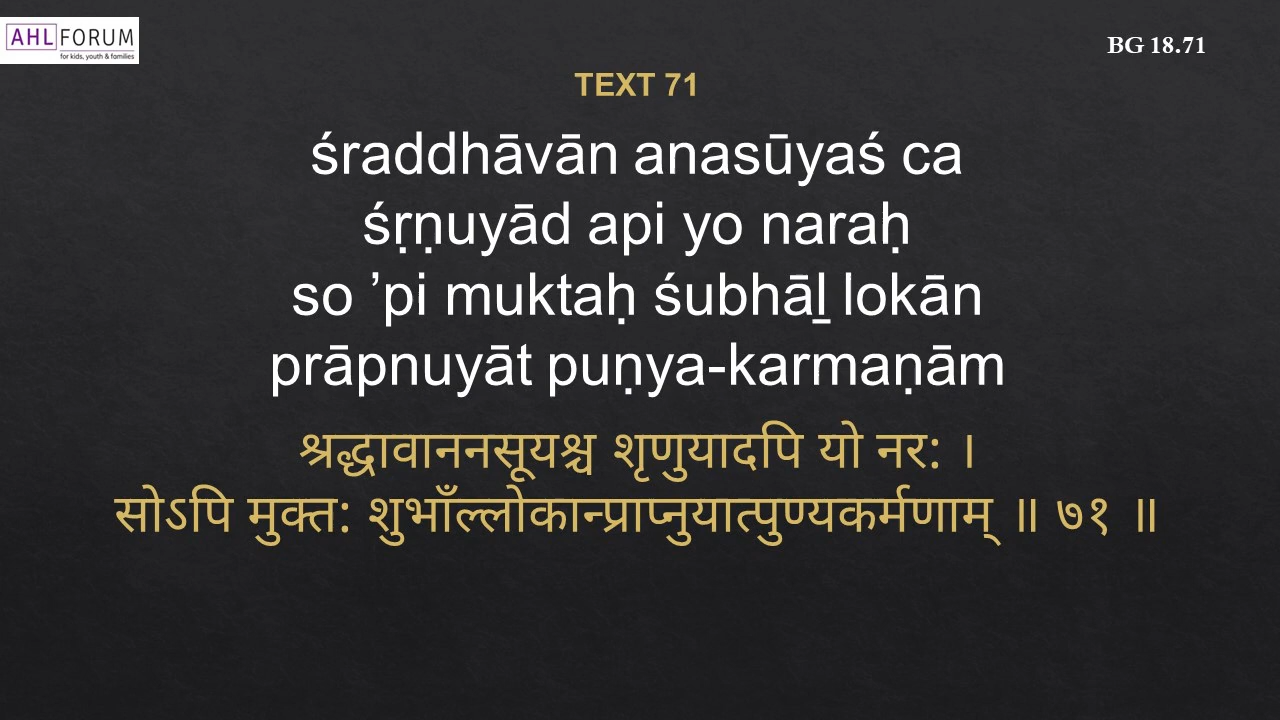 AHL FORUM
for kids, youth & families
BG 18.71
TEXT 71
śraddhāvān anasūyaś ca
śṛṇuyād api yo naraḥ
so ’pi muktaḥ śubhāḻ lokān
prāpnuyāt puṇya-karmaṇām
श्रद्धावाननसूयश्च शृणुयादपि यो नर: ।
सोऽपि मुक्त: शुभाँल्ल‍ोकान्प्राप्‍नुयात्पुण्यकर्मणाम् ॥ ७१ ॥